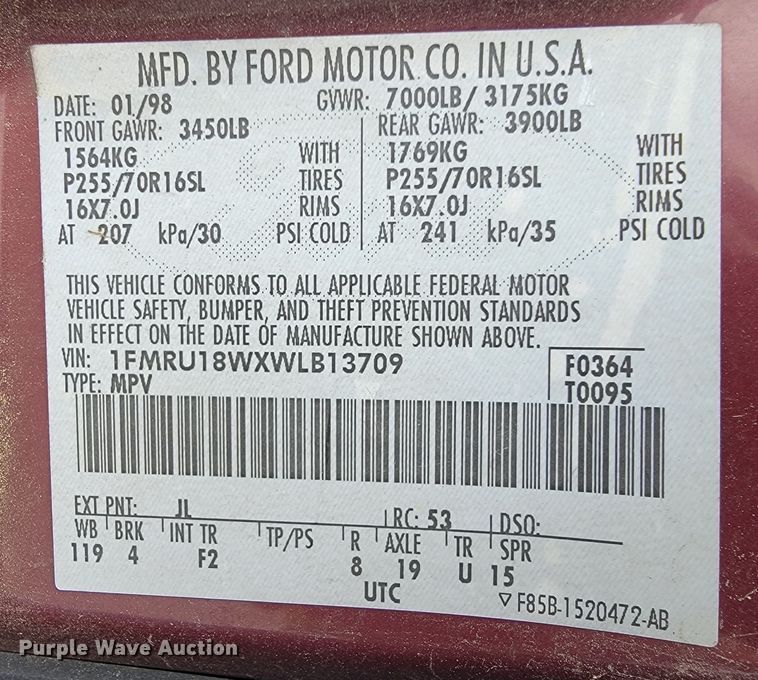 MFD. BY FORD MOTOR CO. IN U.S.A.
DATE: 01/98 GVWR: 7000LB/ 3175KG
FRONT GAWR: 3450LB REAR GAWR: 3900LB
1564KG WITH 1769KG WITH
P255/70R16SL TIRES P255/70R16SL TIRES
16X7.0J RIMS 16X7.0J RIMS
AT 207 kPa/30 PSI COLD AT 241 kPa/35 PSI COLD
THIS VEHICLE CONFORMS TO ALL APPLICABLE FEDERAL MOTOR
VEHICLE SAFETY, BUMPER, AND THEFT PREVENTION STANDARDS
IN EFFECT ON THE DATE OF MANUFACTURE SHOWN ABOVE.
VIN: 1FMRU18WXWLB13709 F0364
TYPE: MPV T0095
EXT PNT: JL RC: 53 DSO:
WB BRK INT TR TP/PS R AXLE TR SPR
119 4 F2 8 19 U 15
UTC ▽ F85B-1520472-AB
Purple Wave Auction